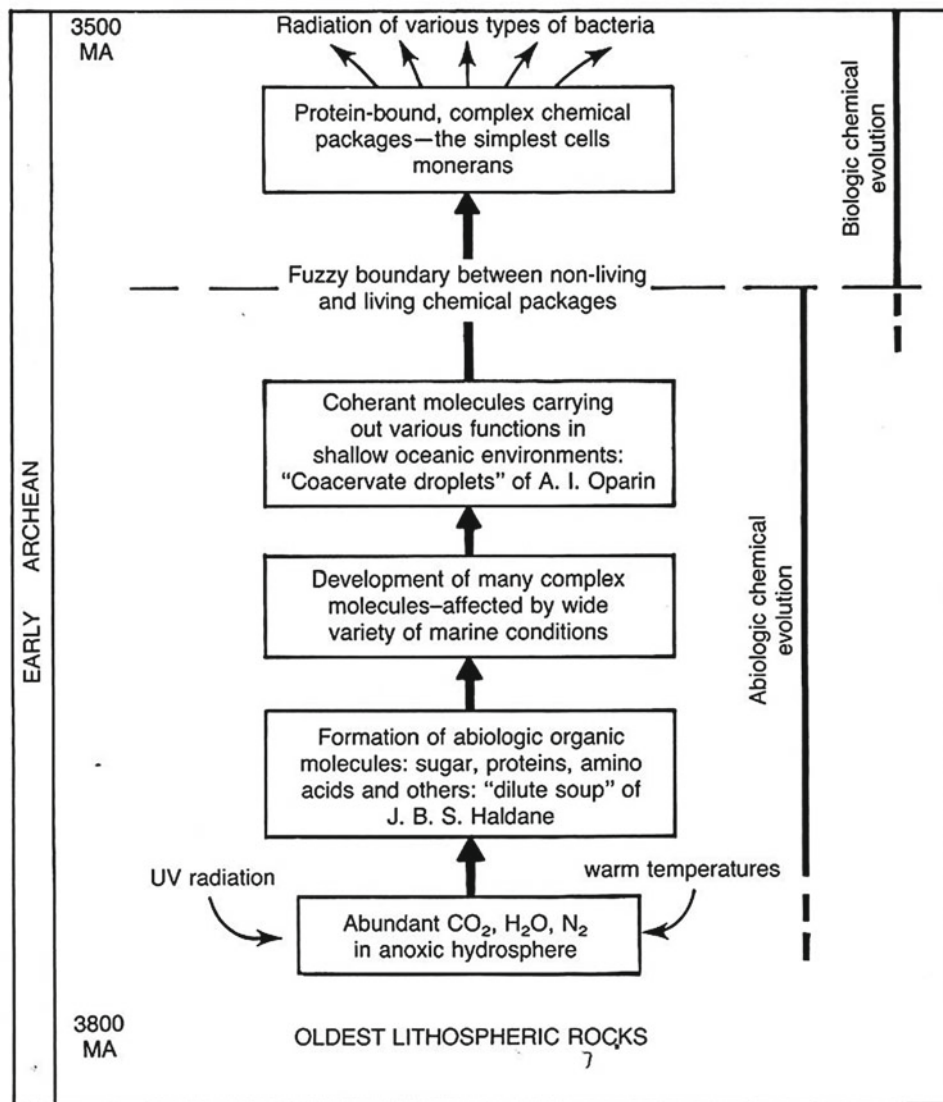 3500
MA
Radiation of various types of bacteria
Protein-bound, complex chemical
packages—the simplest cells
monerans
Biologic chemical
evolution
Fuzzy boundary between non-living
and living chemical packages
Coherant molecules carrying
out various functions in
shallow oceanic environments:
“Coacervate droplets” of A. I. Oparin
EARLY ARCHEAN
Development of many complex
molecules–affected by wide
variety of marine conditions
Abiologic chemical
evolution
Formation of abiologic organic
molecules: sugar, proteins, amino
acids and others: “dilute soup” of
J. B. S. Haldane
UV radiation
warm temperatures
Abundant CO₂, H₂O, N₂
in anoxic hydrosphere
3800
MA
OLDEST LITHOSPHERIC ROCKS